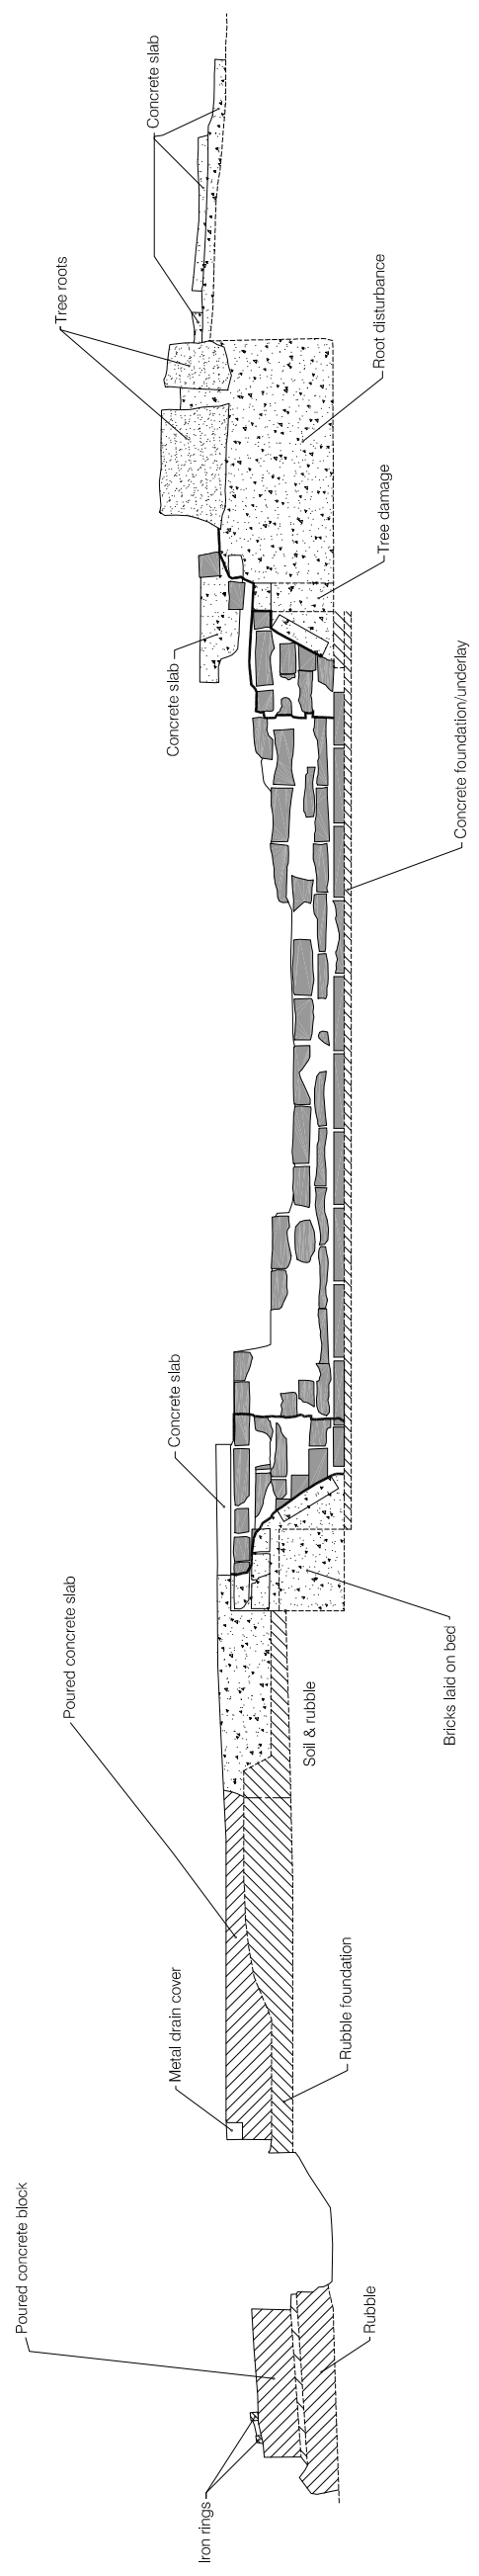 Iron rings
Poured concrete block
Rubble
Metal drain cover
Rubble foundation
Poured concrete slab
Soil & rubble
Bricks laid on bed
Concrete slab
Concrete foundation/underlay
Concrete slab
Tree damage
Tree roots
Root disturbance
Concrete slab